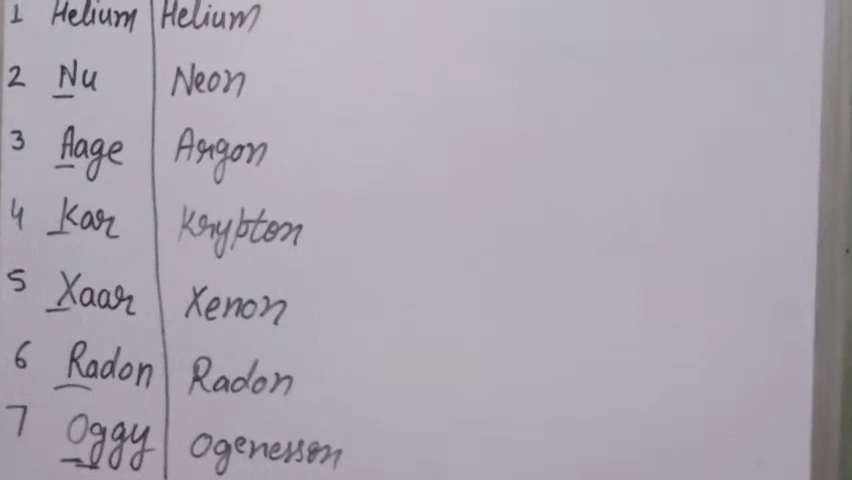 1 Helium Helium
2 Nu Neon
3 Aage Argon
4 Kar Krypton
5 Xaar Xenon
6 Radon Radon
7 Oggy Ogenesson